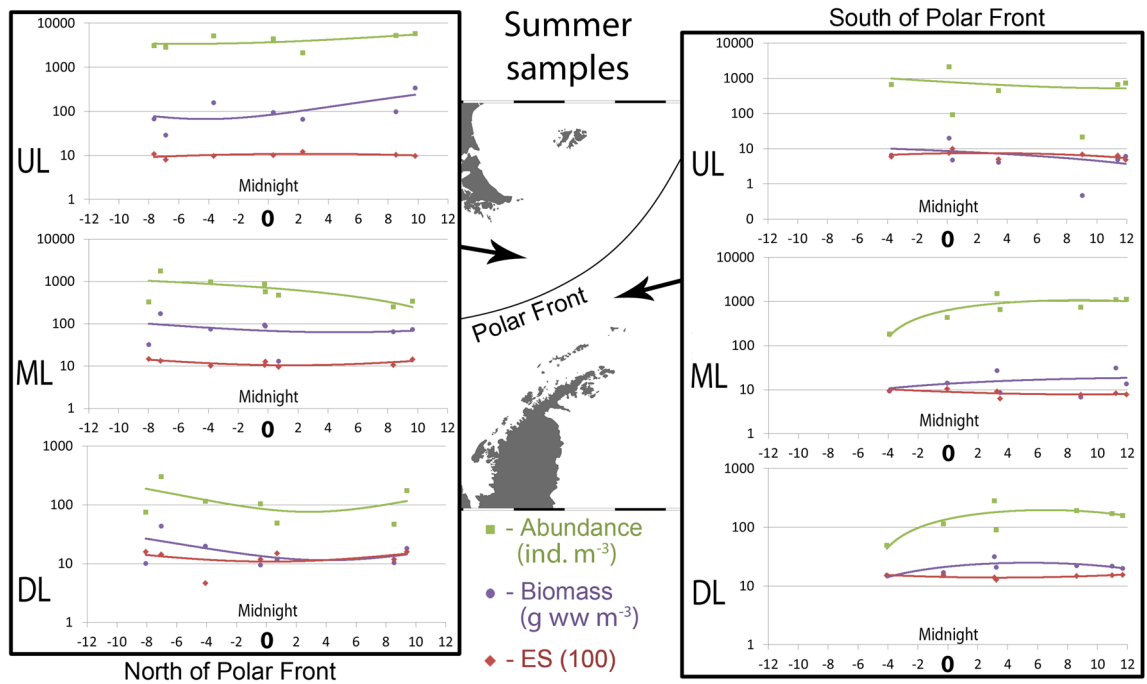 Summer
samples
South of Polar Front
10000
1000
100
10
1
UL
Midnight
-12 -10 -8 -6 -4 -2 0 2 4 6 8 10 12
10000
1000
100
10
1
ML
Midnight
-12 -10 -8 -6 -4 -2 0 2 4 6 8 10 12
1000
100
10
1
DL
Midnight
-12 -10 -8 -6 -4 -2 0 2 4 6 8 10 12
North of Polar Front
Polar Front
- Abundance
(ind. m-3)
- Biomass
(g ww m-3)
- ES (100)
10000
1000
100
10
1
0
UL
Midnight
-12 -10 -8 -6 -4 -2 0 2 4 6 8 10 12
10000
1000
100
10
1
ML
Midnight
-12 -10 -8 -6 -4 -2 0 2 4 6 8 10 12
1000
100
10
1
DL
Midnight
-12 -10 -8 -6 -4 -2 0 2 4 6 8 10 12